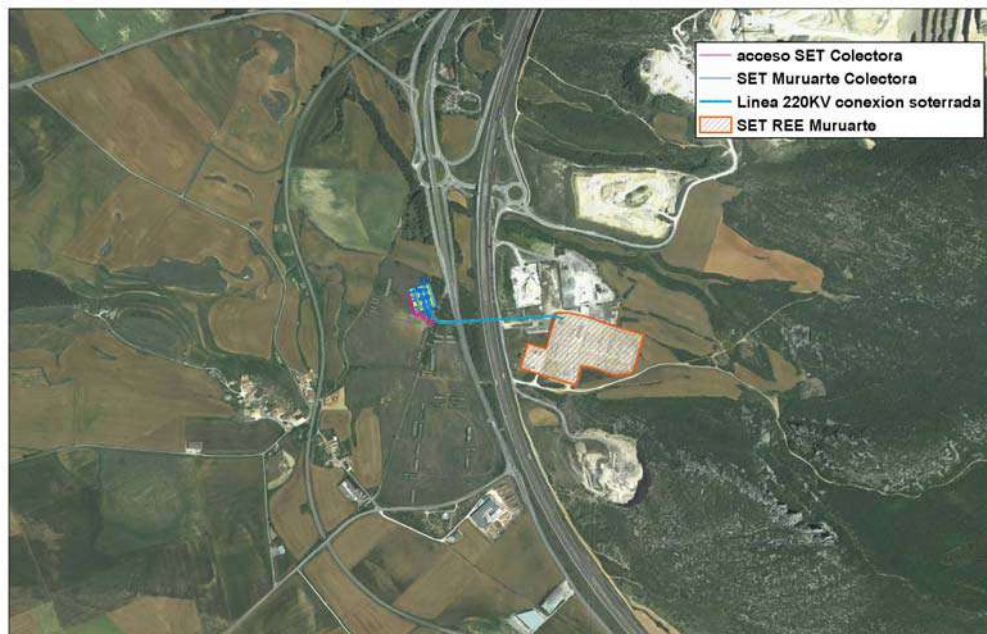 acceso SET Colectora
SET Muruarte Colectora
Linea 220KV conexion soterrada
SET REE Muruarte